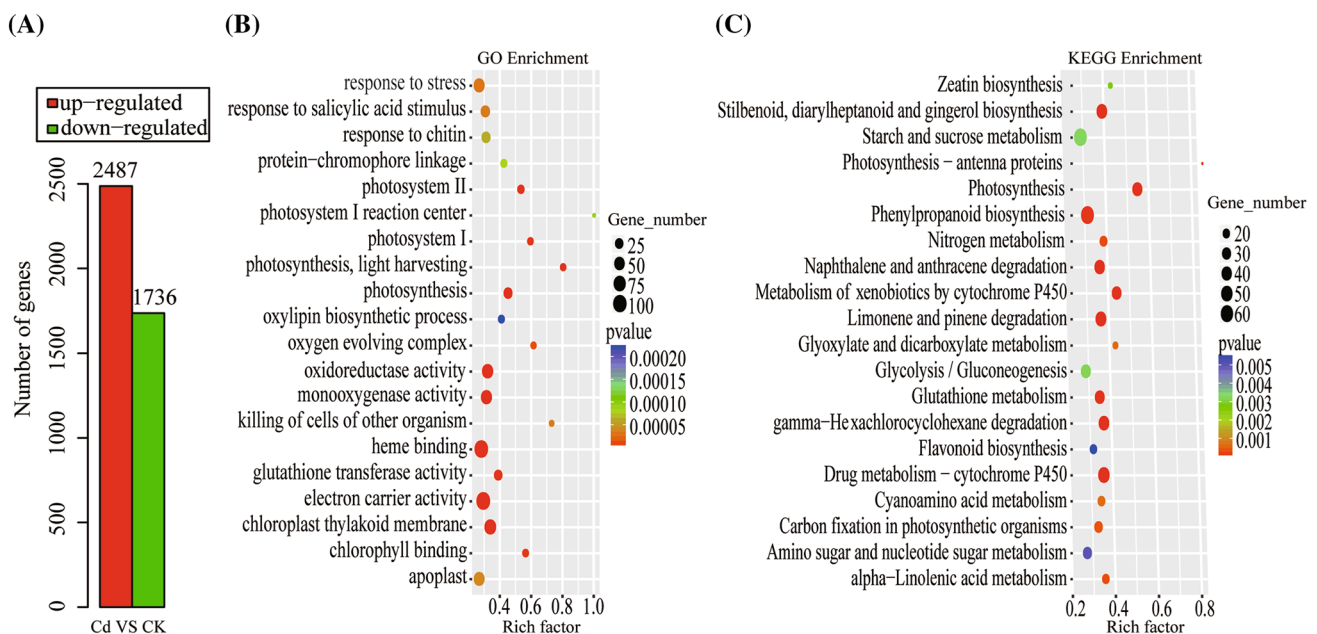 (A)
up−regulated
down−regulated
Number of genes
2500
2000
1500
1000
500
0
2487
1736
Cd VS CK
(B)
GO Enrichment
response to stress
response to salicylic acid stimulus
response to chitin
protein−chromophore linkage
photosystem II
photosystem I reaction center
photosystem I
photosynthesis, light harvesting
photosynthesis
oxylipin biosynthetic process
oxygen evolving complex
oxidoreductase activity
monooxygenase activity
killing of cells of other organism
heme binding
glutathione transferase activity
electron carrier activity
chloroplast thylakoid membrane
chlorophyll binding
apoplast
0.4 0.6 0.8 1.0
Rich factor
Gene_number
25
50
75
100
pvalue
0.00020
0.00015
0.00010
0.00005
(C)
KEGG Enrichment
Zeatin biosynthesis
Stilbenoid, diarylheptanoid and gingerol biosynthesis
Starch and sucrose metabolism
Photosynthesis − antenna proteins
Photosynthesis
Phenylpropanoid biosynthesis
Nitrogen metabolism
Naphthalene and anthracene degradation
Metabolism of xenobiotics by cytochrome P450
Limonene and pinene degradation
Glyoxylate and dicarboxylate metabolism
Glycolysis / Gluconeogenesis
Glutathione metabolism
gamma−Hexachlorocyclohexane degradation
Flavonoid biosynthesis
Drug metabolism − cytochrome P450
Cyanoamino acid metabolism
Carbon fixation in photosynthetic organisms
Amino sugar and nucleotide sugar metabolism
alpha−Linolenic acid metabolism
0.2 0.4 0.6 0.8
Rich factor
Gene_number
20
30
40
50
60
pvalue
0.005
0.004
0.003
0.002
0.001